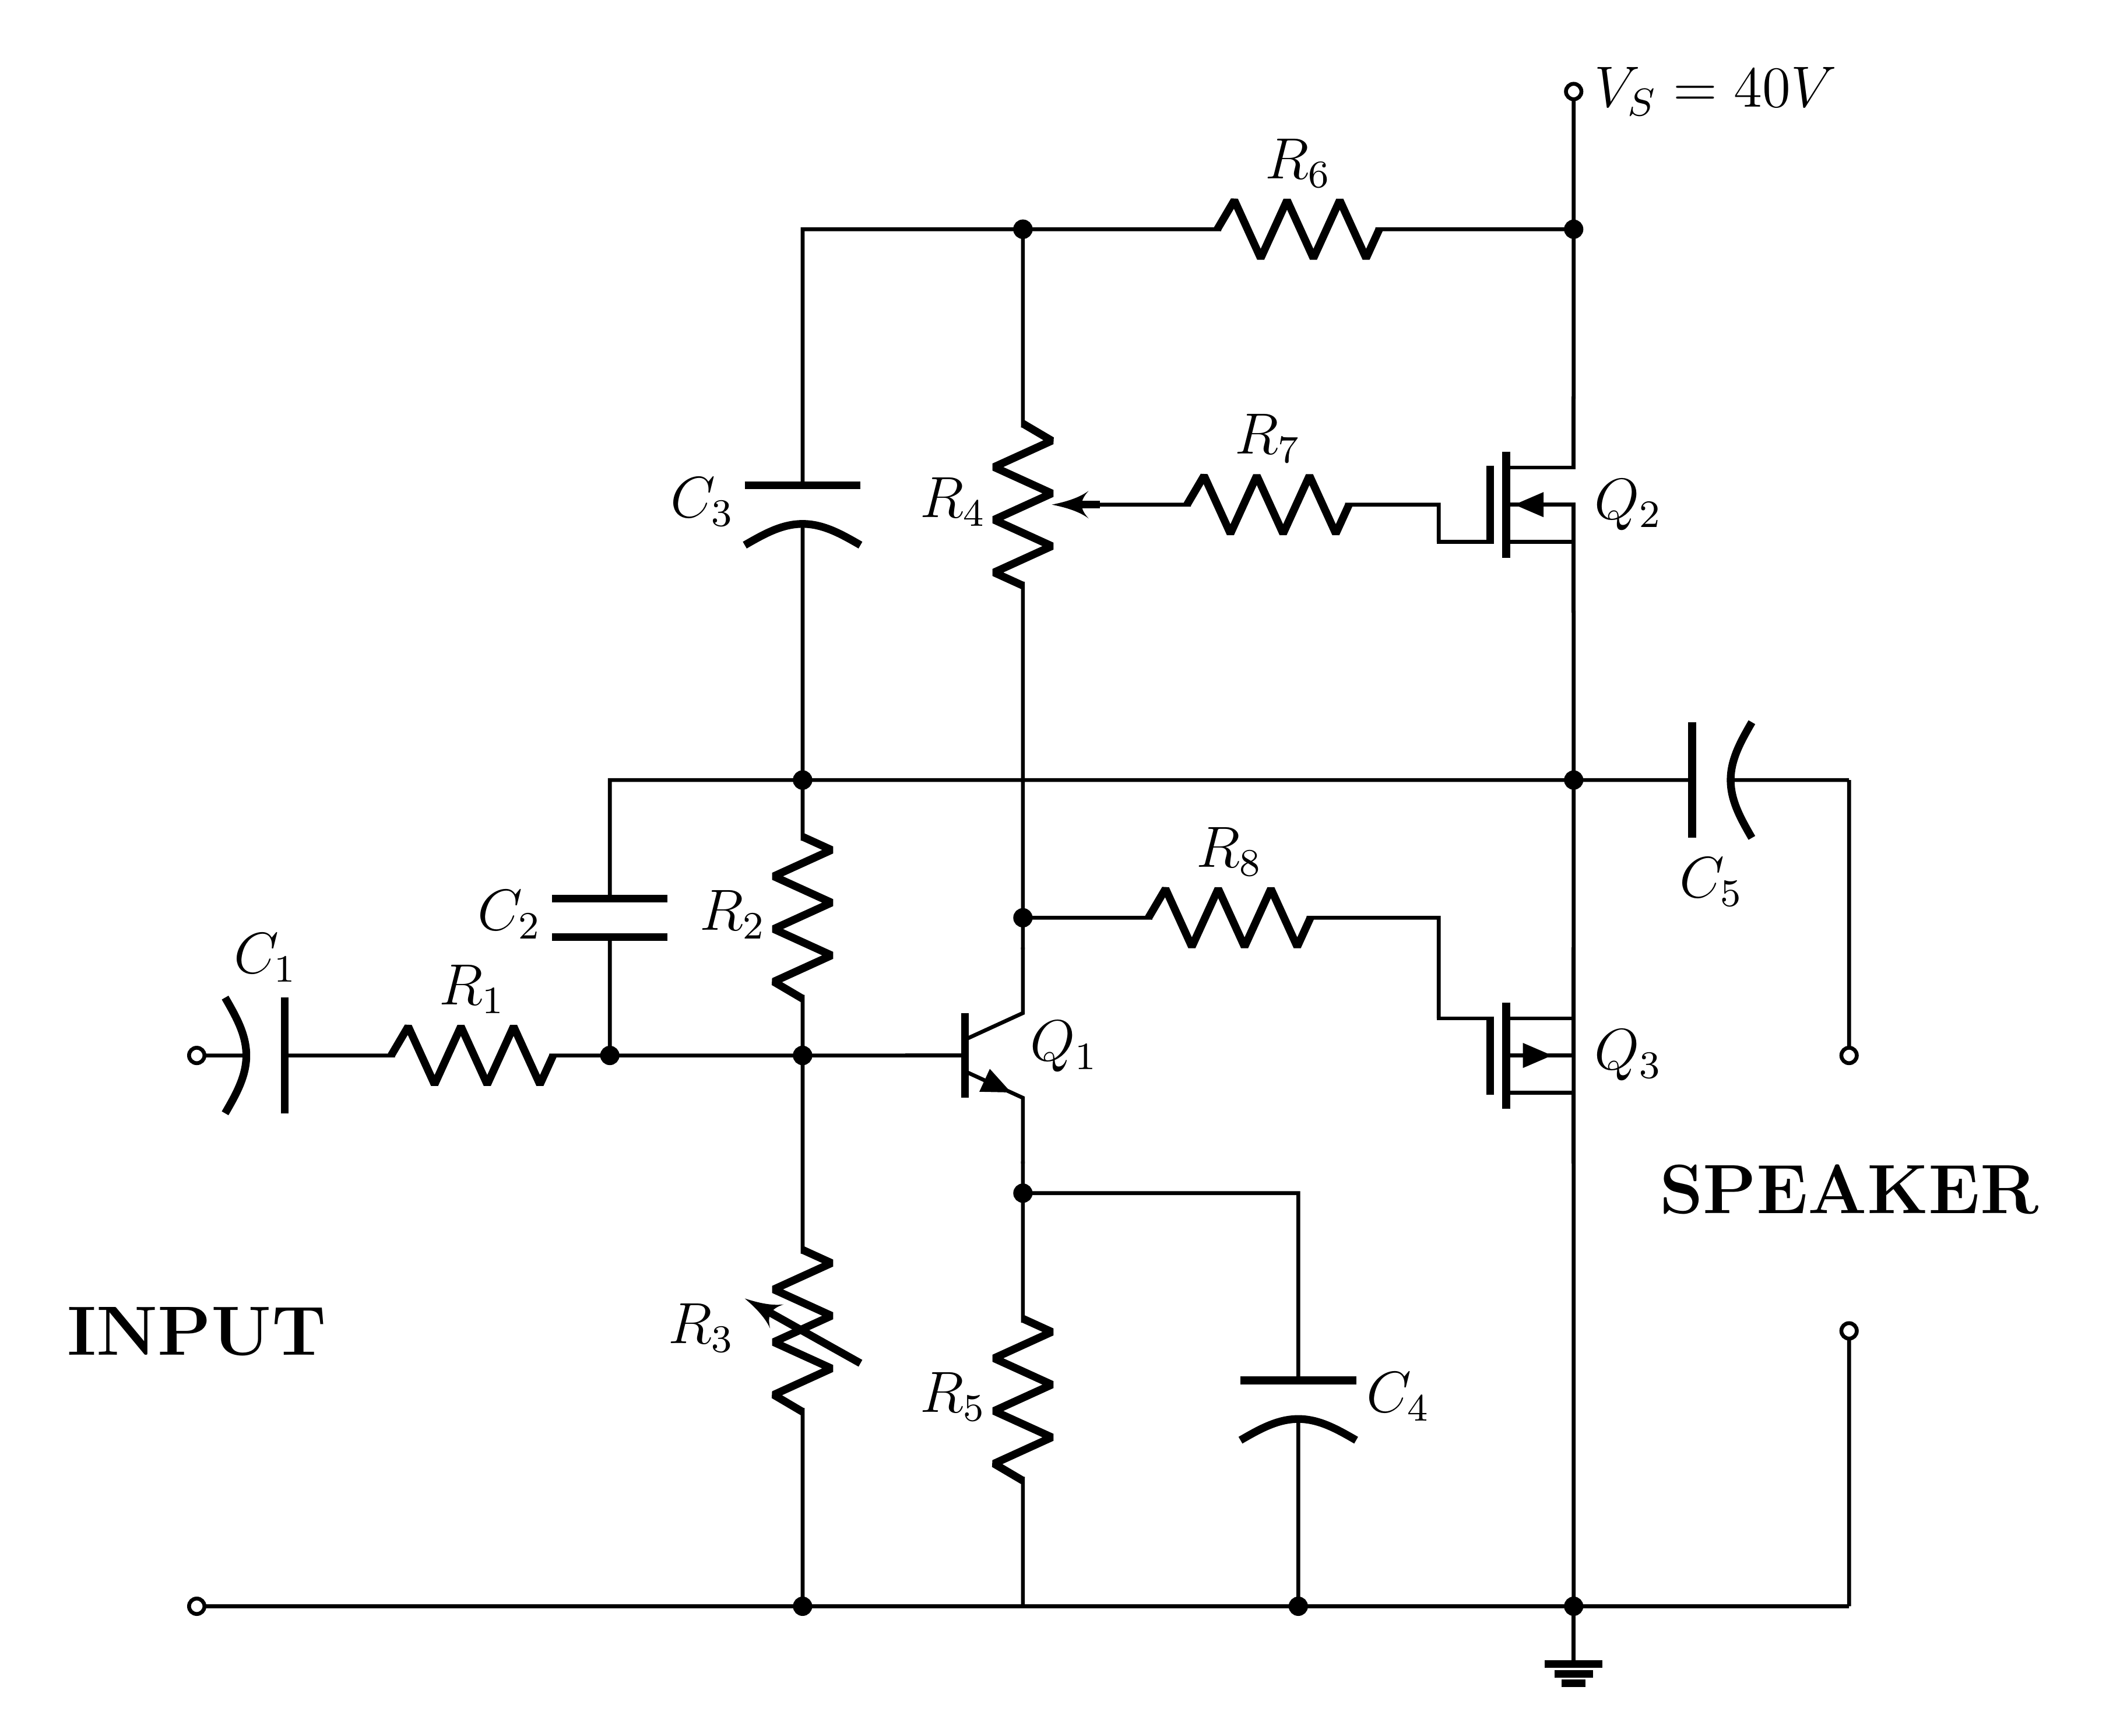 V_S = 40V
R_6
R_7
C_3
R_4
Q_2
R_8
C_5
C_2
R_2
C_1
R_1
Q_1
Q_3
SPEAKER
INPUT
R_3
R_5
C_4